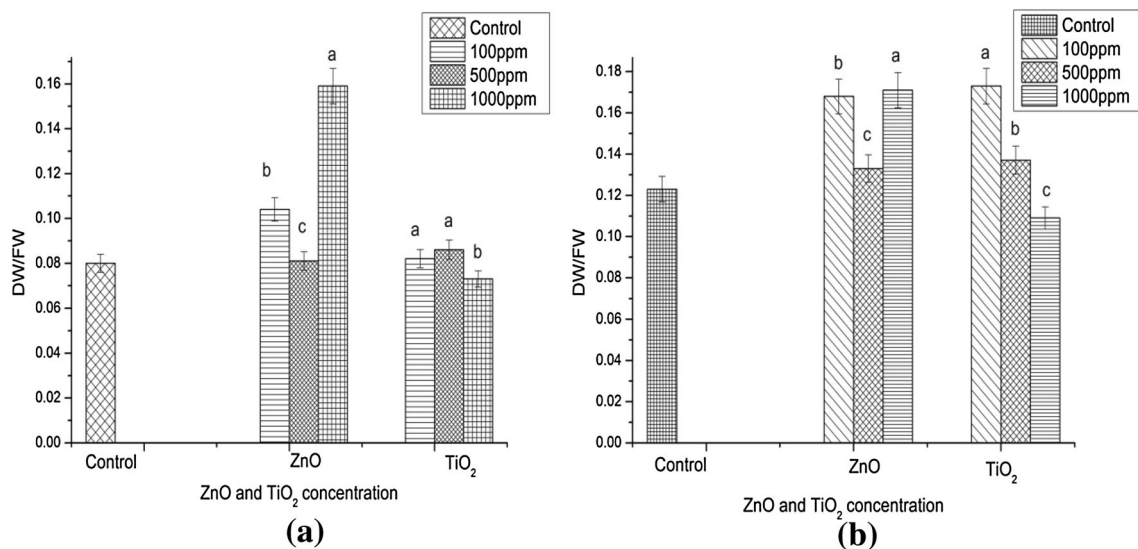 Control
100ppm
500ppm
1000ppm
a
0.16
0.14
0.12
b
0.10
c
a
a
b
0.08
0.06
0.04
0.02
0.00
DW/FW
Control
ZnO
TiO₂
ZnO and TiO₂ concentration
(a)
Control
100ppm
500ppm
1000ppm
b
a
a
0.18
0.16
c
b
0.14
c
0.12
0.10
0.08
0.06
0.04
0.02
0.00
DW/FW
Control
ZnO
TiO₂
ZnO and TiO₂ concentration
(b)